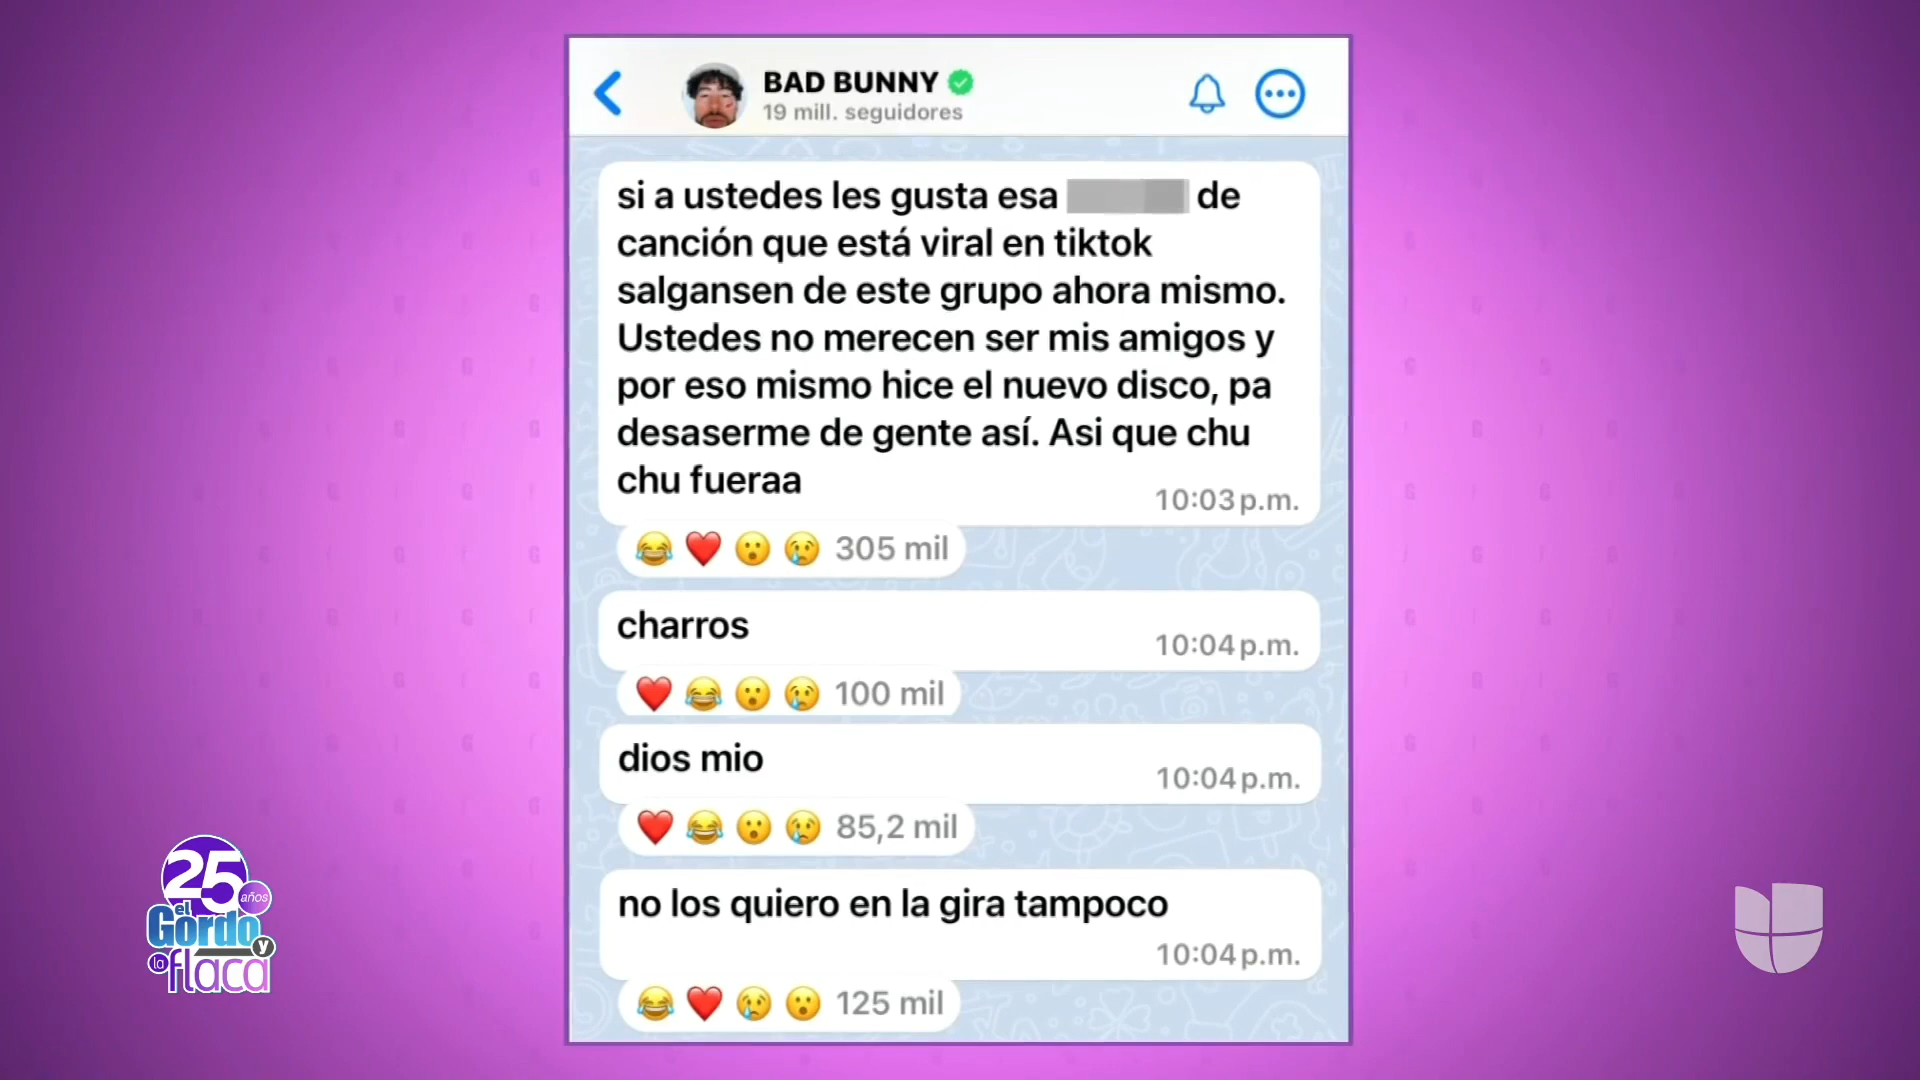 BAD BUNNY
19 mill. seguidores
si a ustedes les gusta esa de
canción que está viral en tiktok
salgansen de este grupo ahora mismo.
Ustedes no merecen ser mis amigos y
por eso mismo hice el nuevo disco, pa
desaserme de gente así. Asi que chu
chu fueraa
10:03 p.m.
305 mil
charros
10:04 p.m.
100 mil
dios mio
10:04 p.m.
85,2 mil
no los quiero en la gira tampoco
10:04 p.m.
125 mil
25 años
el
Gordo y
la flaca